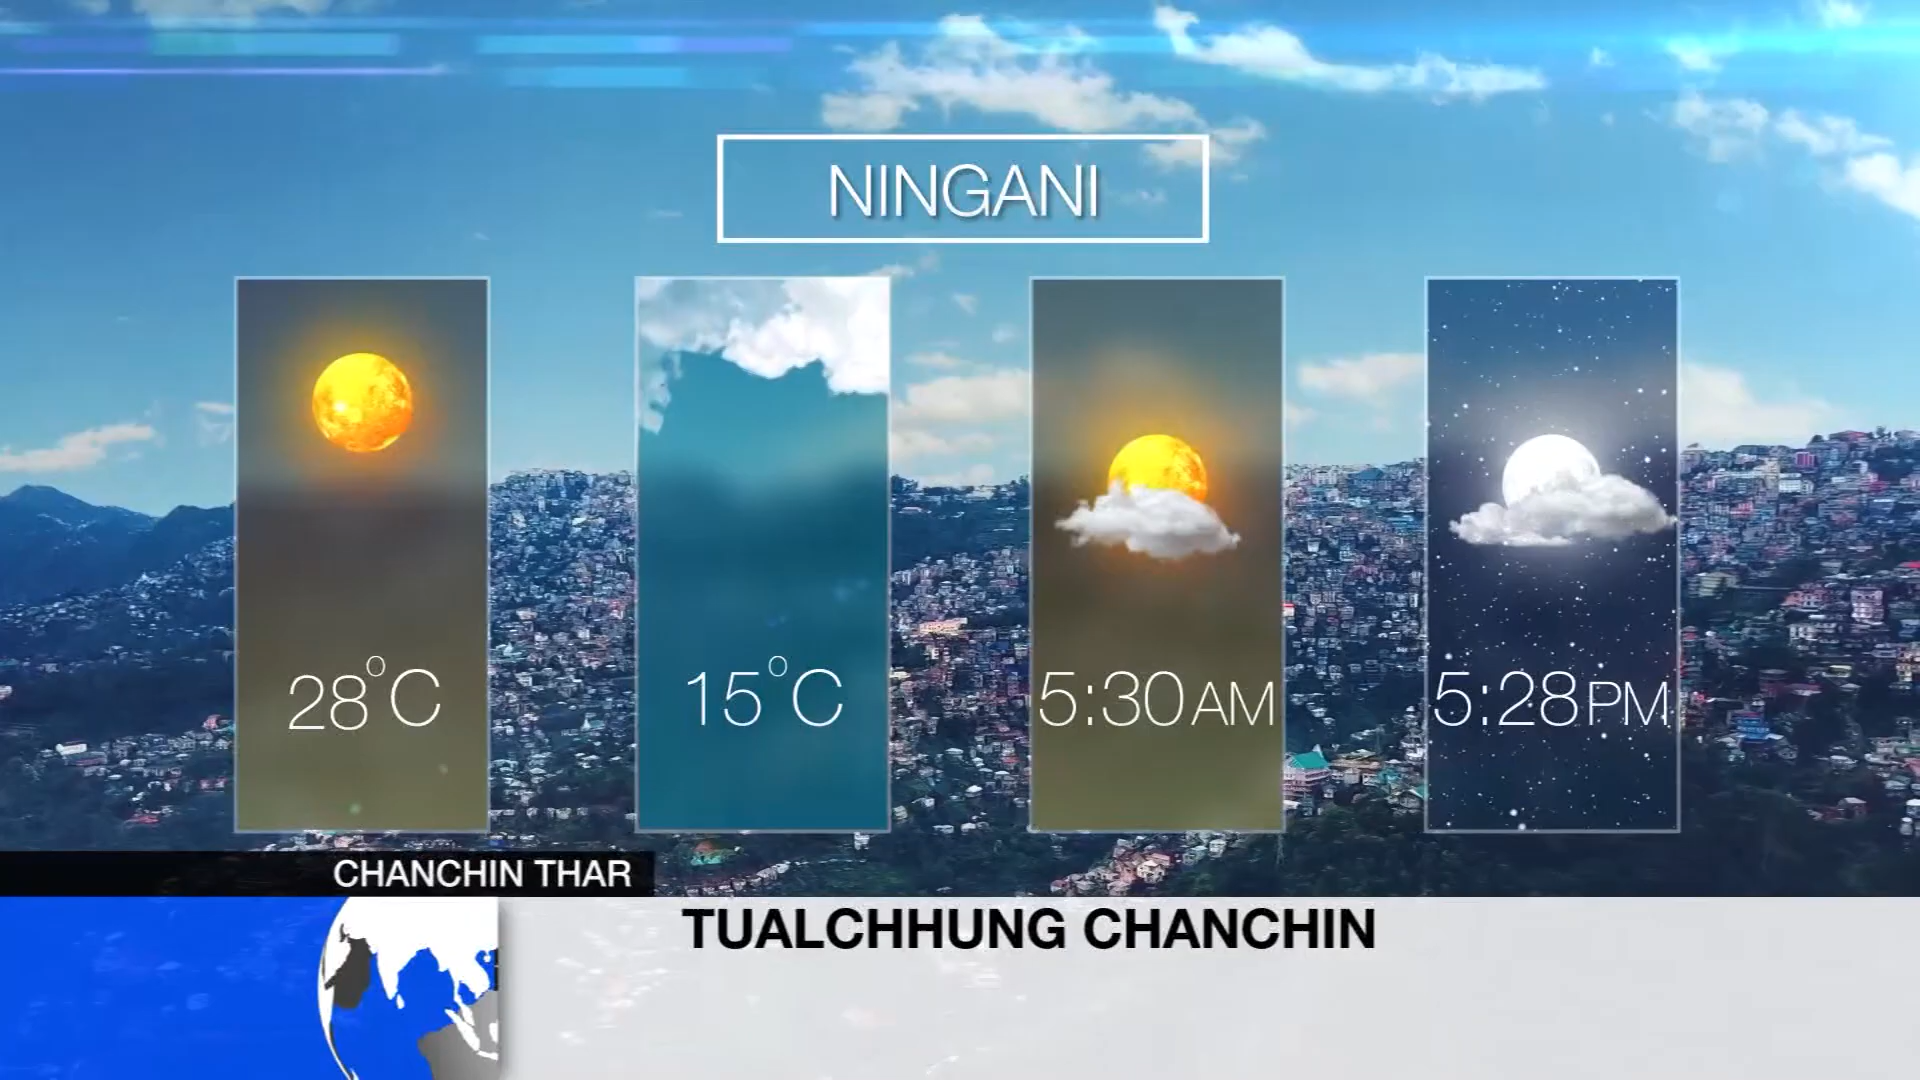 NINGANI
28°C
15°C
5:30AM
5:28PM
CHANCHIN THAR
TUALCHHUNG CHANCHIN